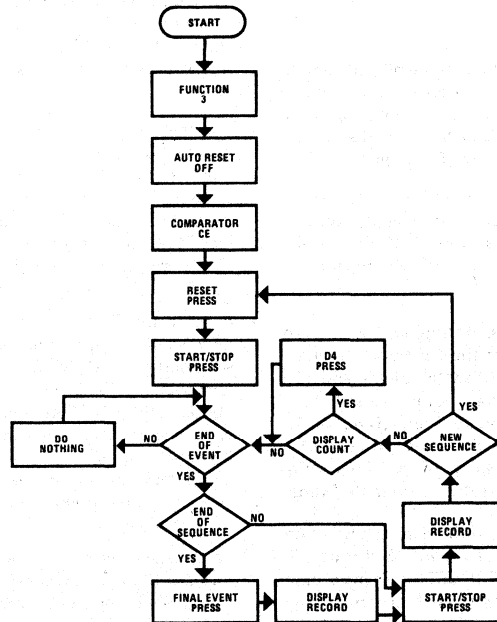 START
FUNCTION
3
AUTO RESET
OFF
COMPARATOR
CE
RESET
PRESS
START/STOP
PRESS
D4
PRESS
YES
YES
DO
NOTHING
NO
END
OF
EVENT
NO
DISPLAY
COUNT
NO
NEW
SEQUENCE
YES
END
OF
SEQUENCE
NO
DISPLAY
RECORD
YES
FINAL EVENT
PRESS
DISPLAY
RECORD
START/STOP
PRESS